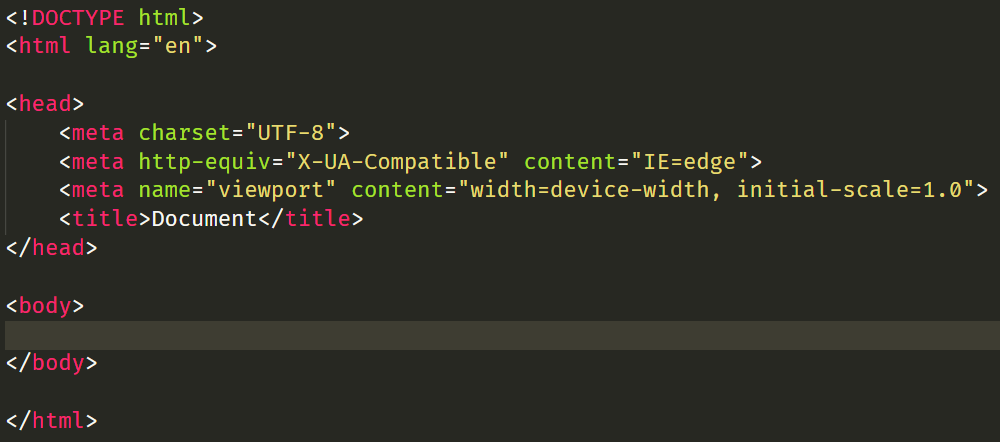 <!DOCTYPE html>
<html lang="en">
<head>
<meta charset="UTF-8">
<meta http-equiv="X-UA-Compatible" content="IE=edge">
<meta name="viewport" content="width=device-width, initial-scale=1.0">
<title>Document</title>
</head>
<body>
</body>
</html>